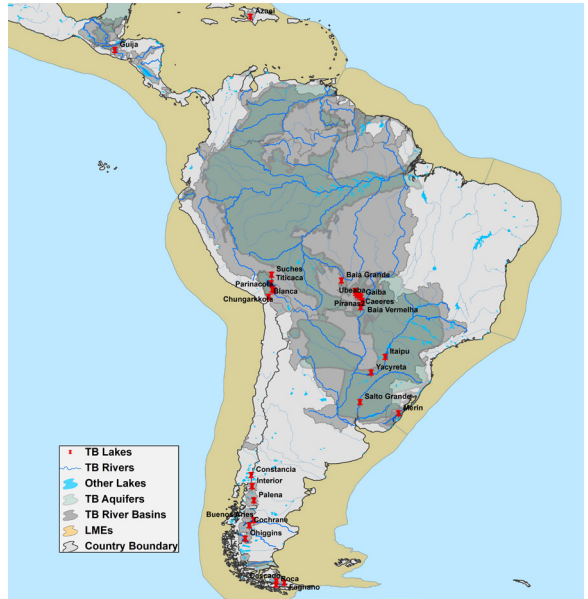 Azuei
Guija
Suches
Titicaca
Parinacota
Blanca
Chungarkkota
Baia Grande
Uberaba
Gaiba
Caceres
Piranas
Baia Vermelha
Itaipu
Yacyreta
Salto Grande
Merin
Constancia
Interior
Palena
Buenos Aires
Cochrane
Chiggins
Roca
Fagnano
TB Lakes
TB Rivers
Other Lakes
TB Aquifers
TB River Basins
LMEs
Country Boundary